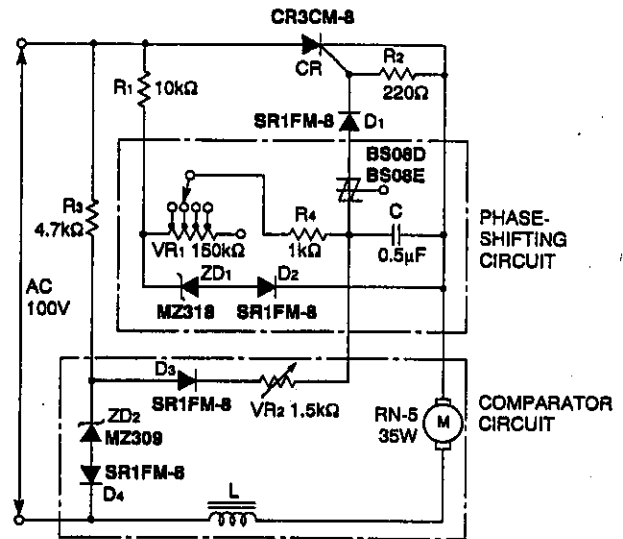 CR3CM-8
CR
R2
220Ω
R1
10kΩ
SR1FM-8
D1
BS08D
BS08E
R3
4.7kΩ
VR1 150kΩ
R4
1kΩ
C
0.5μF
PHASE-
SHIFTING
CIRCUIT
AC
100V
ZD1
D2
MZ318
SR1FM-8
D3
SR1FM-8
VR2 1.5kΩ
ZD2
MZ309
SR1FM-8
D4
L
RN-5
35W
M
COMPARATOR
CIRCUIT